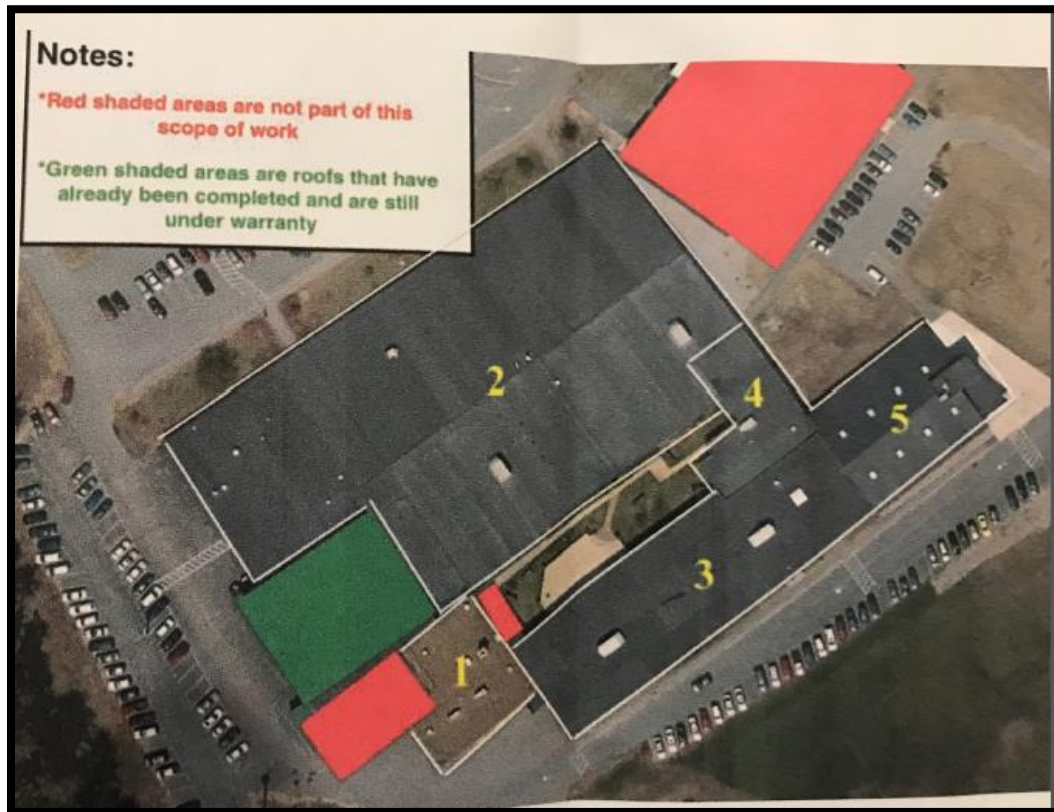 Notes:
*Red shaded areas are not part of this
scope of work
*Green shaded areas are roofs that have
already been completed and are still
under warranty
2
4
5
3
1